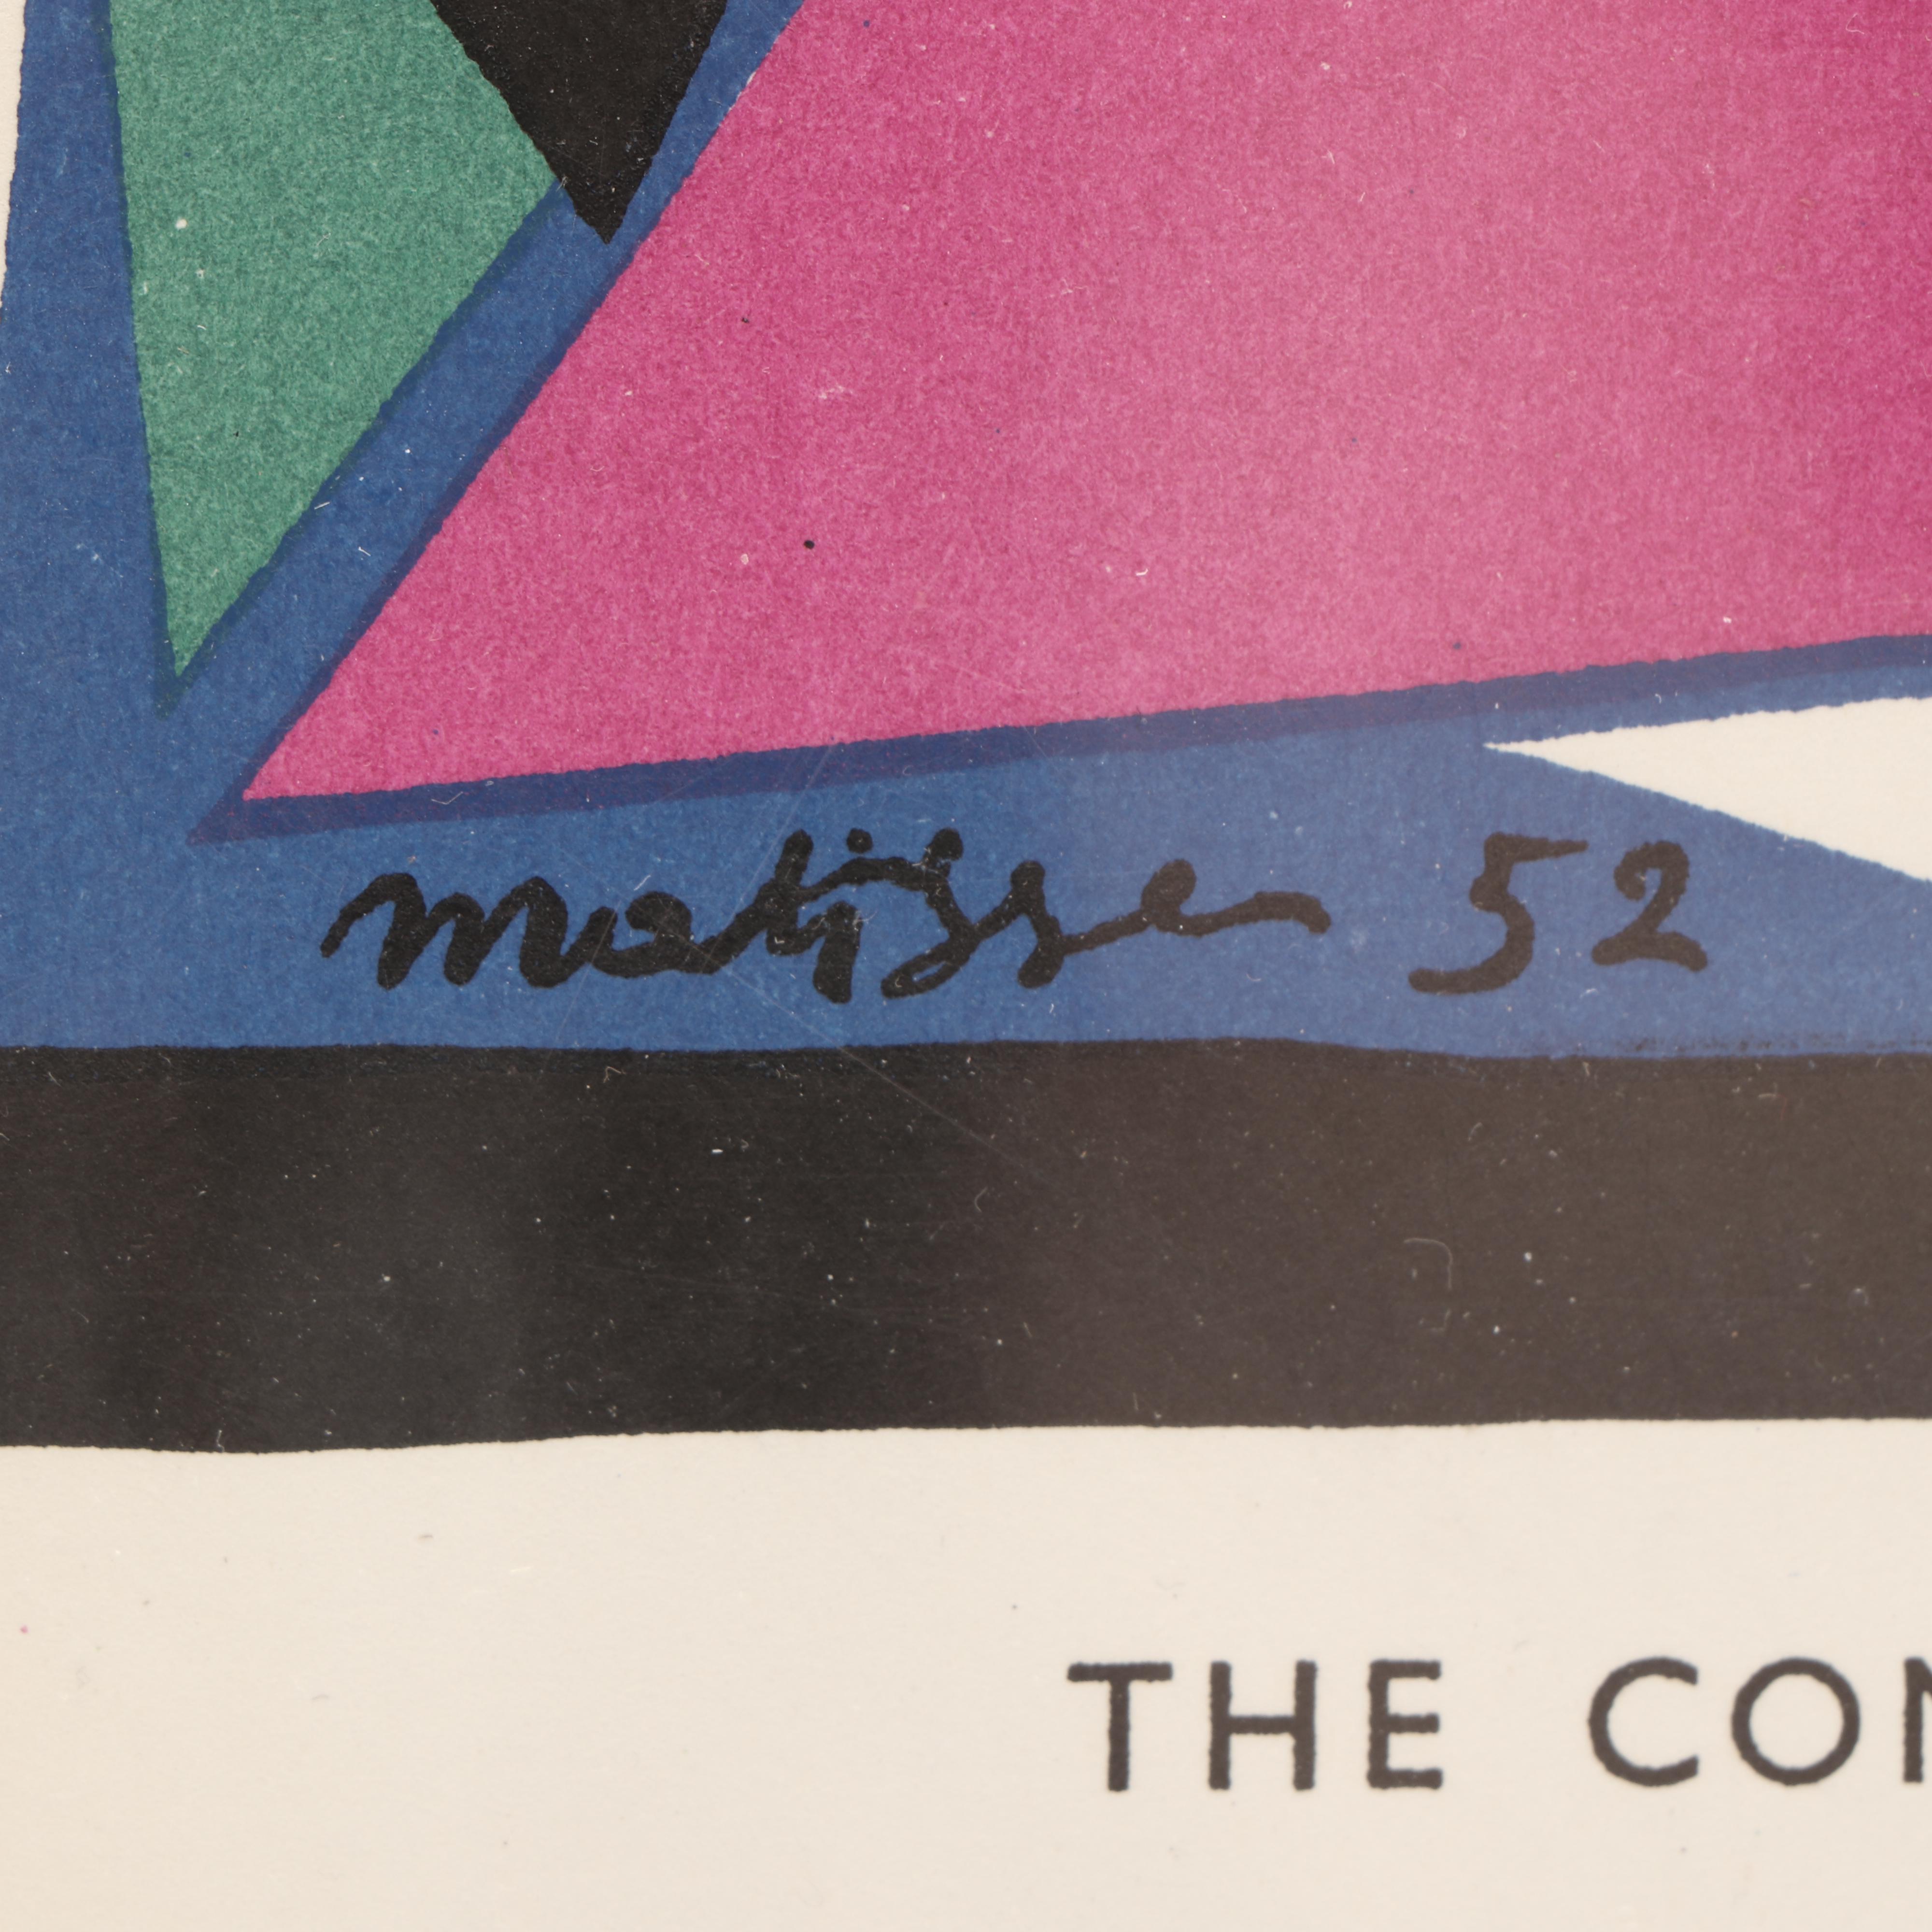 matisse 52
THE CON